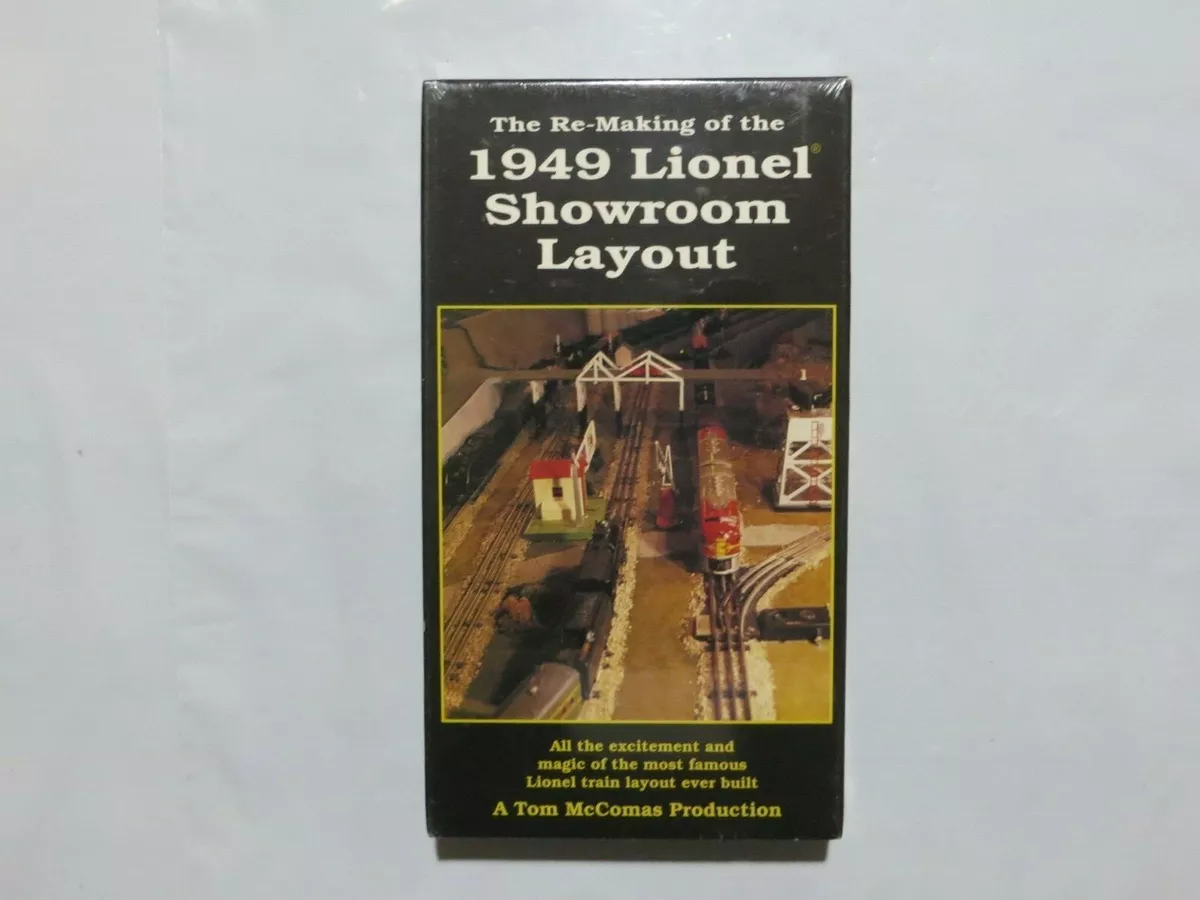 The Re-Making of the
1949 Lionel®
Showroom
Layout
1
All the excitement and
magic of the most famous
Lionel train layout ever built
A Tom McComas Production